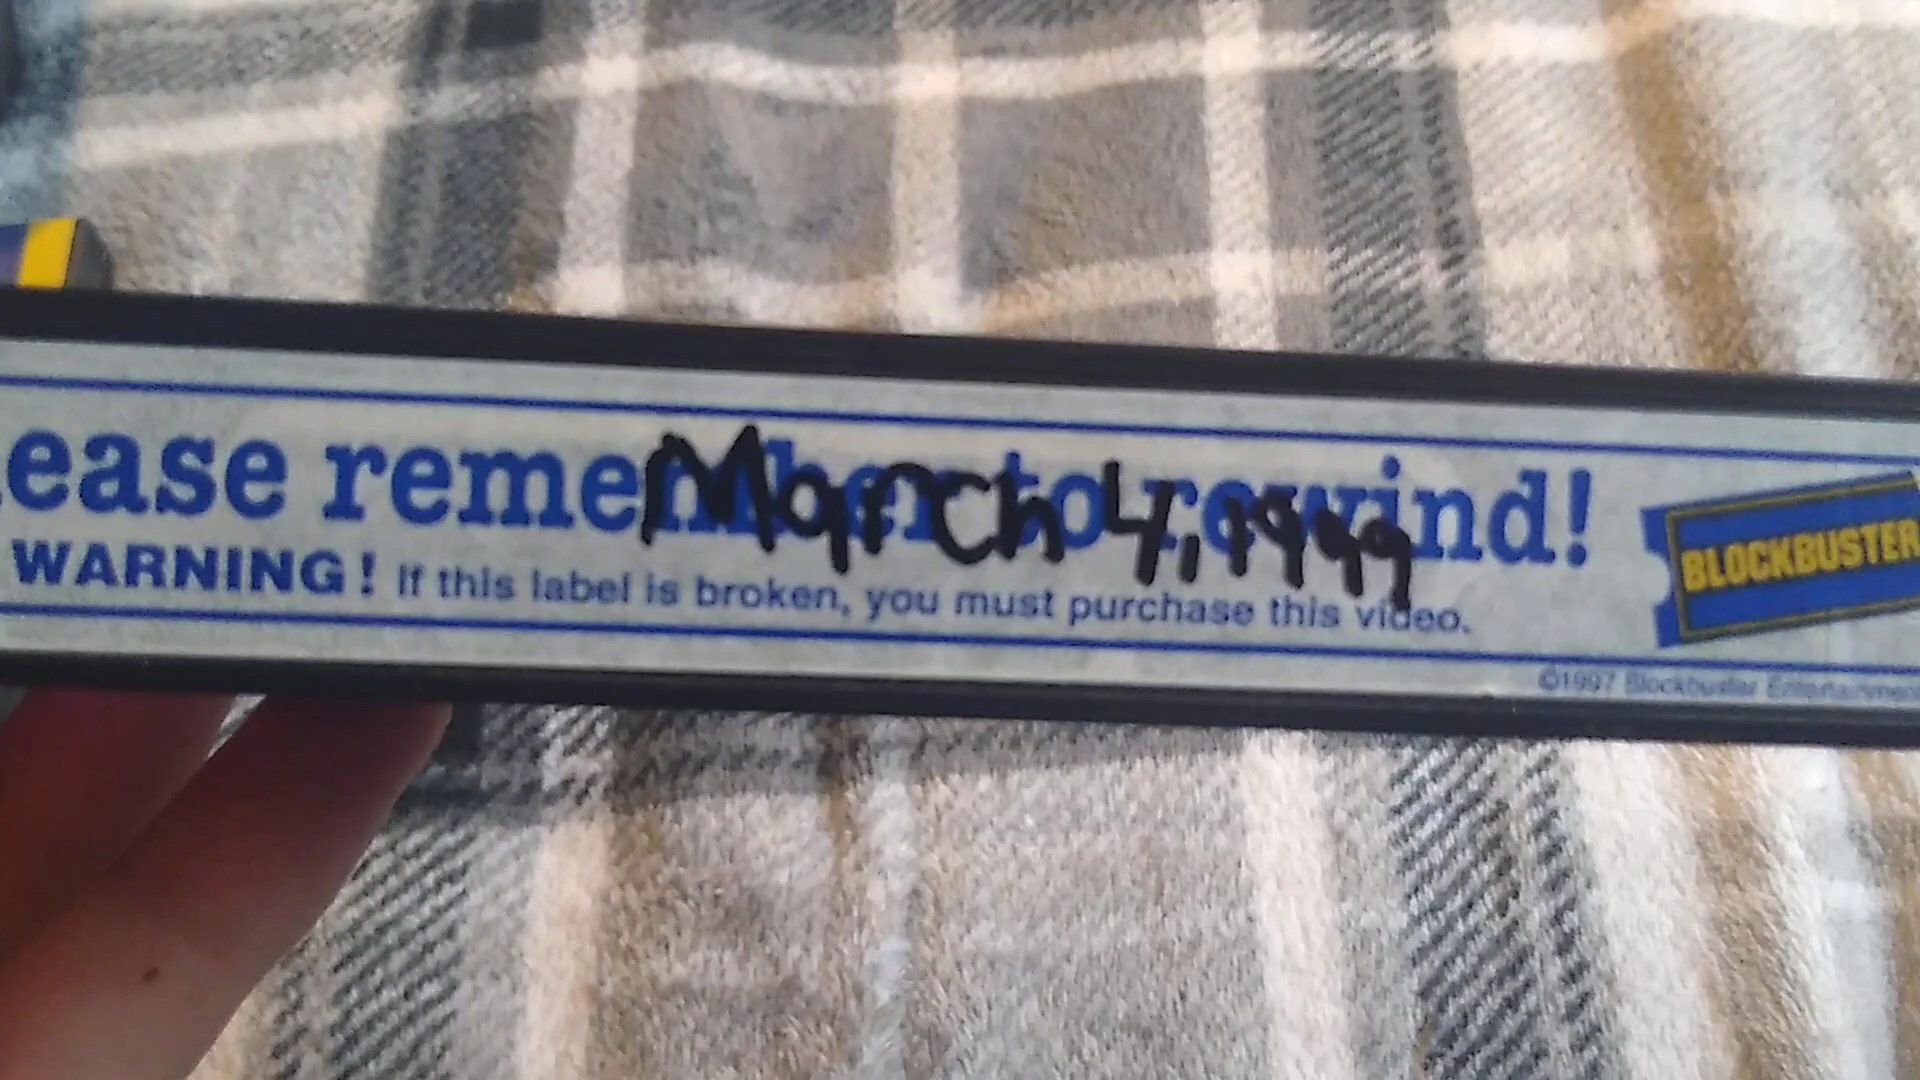 ease remember to rewind!
March 4, 1999
WARNING! If this label is broken, you must purchase this video.
BLOCKBUSTER
©1997 Blockbuster Entertainmen